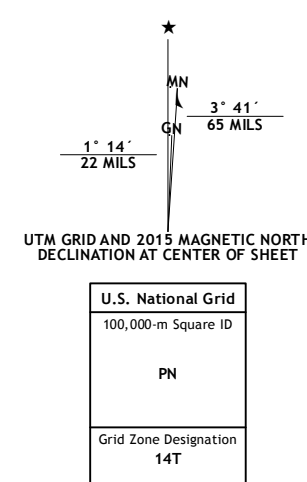 MN
GN
3° 41´
65 MILS
1° 14´
22 MILS
UTM GRID AND 2015 MAGNETIC NORTH
DECLINATION AT CENTER OF SHEET
U.S. National Grid
100,000-m Square ID
PN
Grid Zone Designation
14T